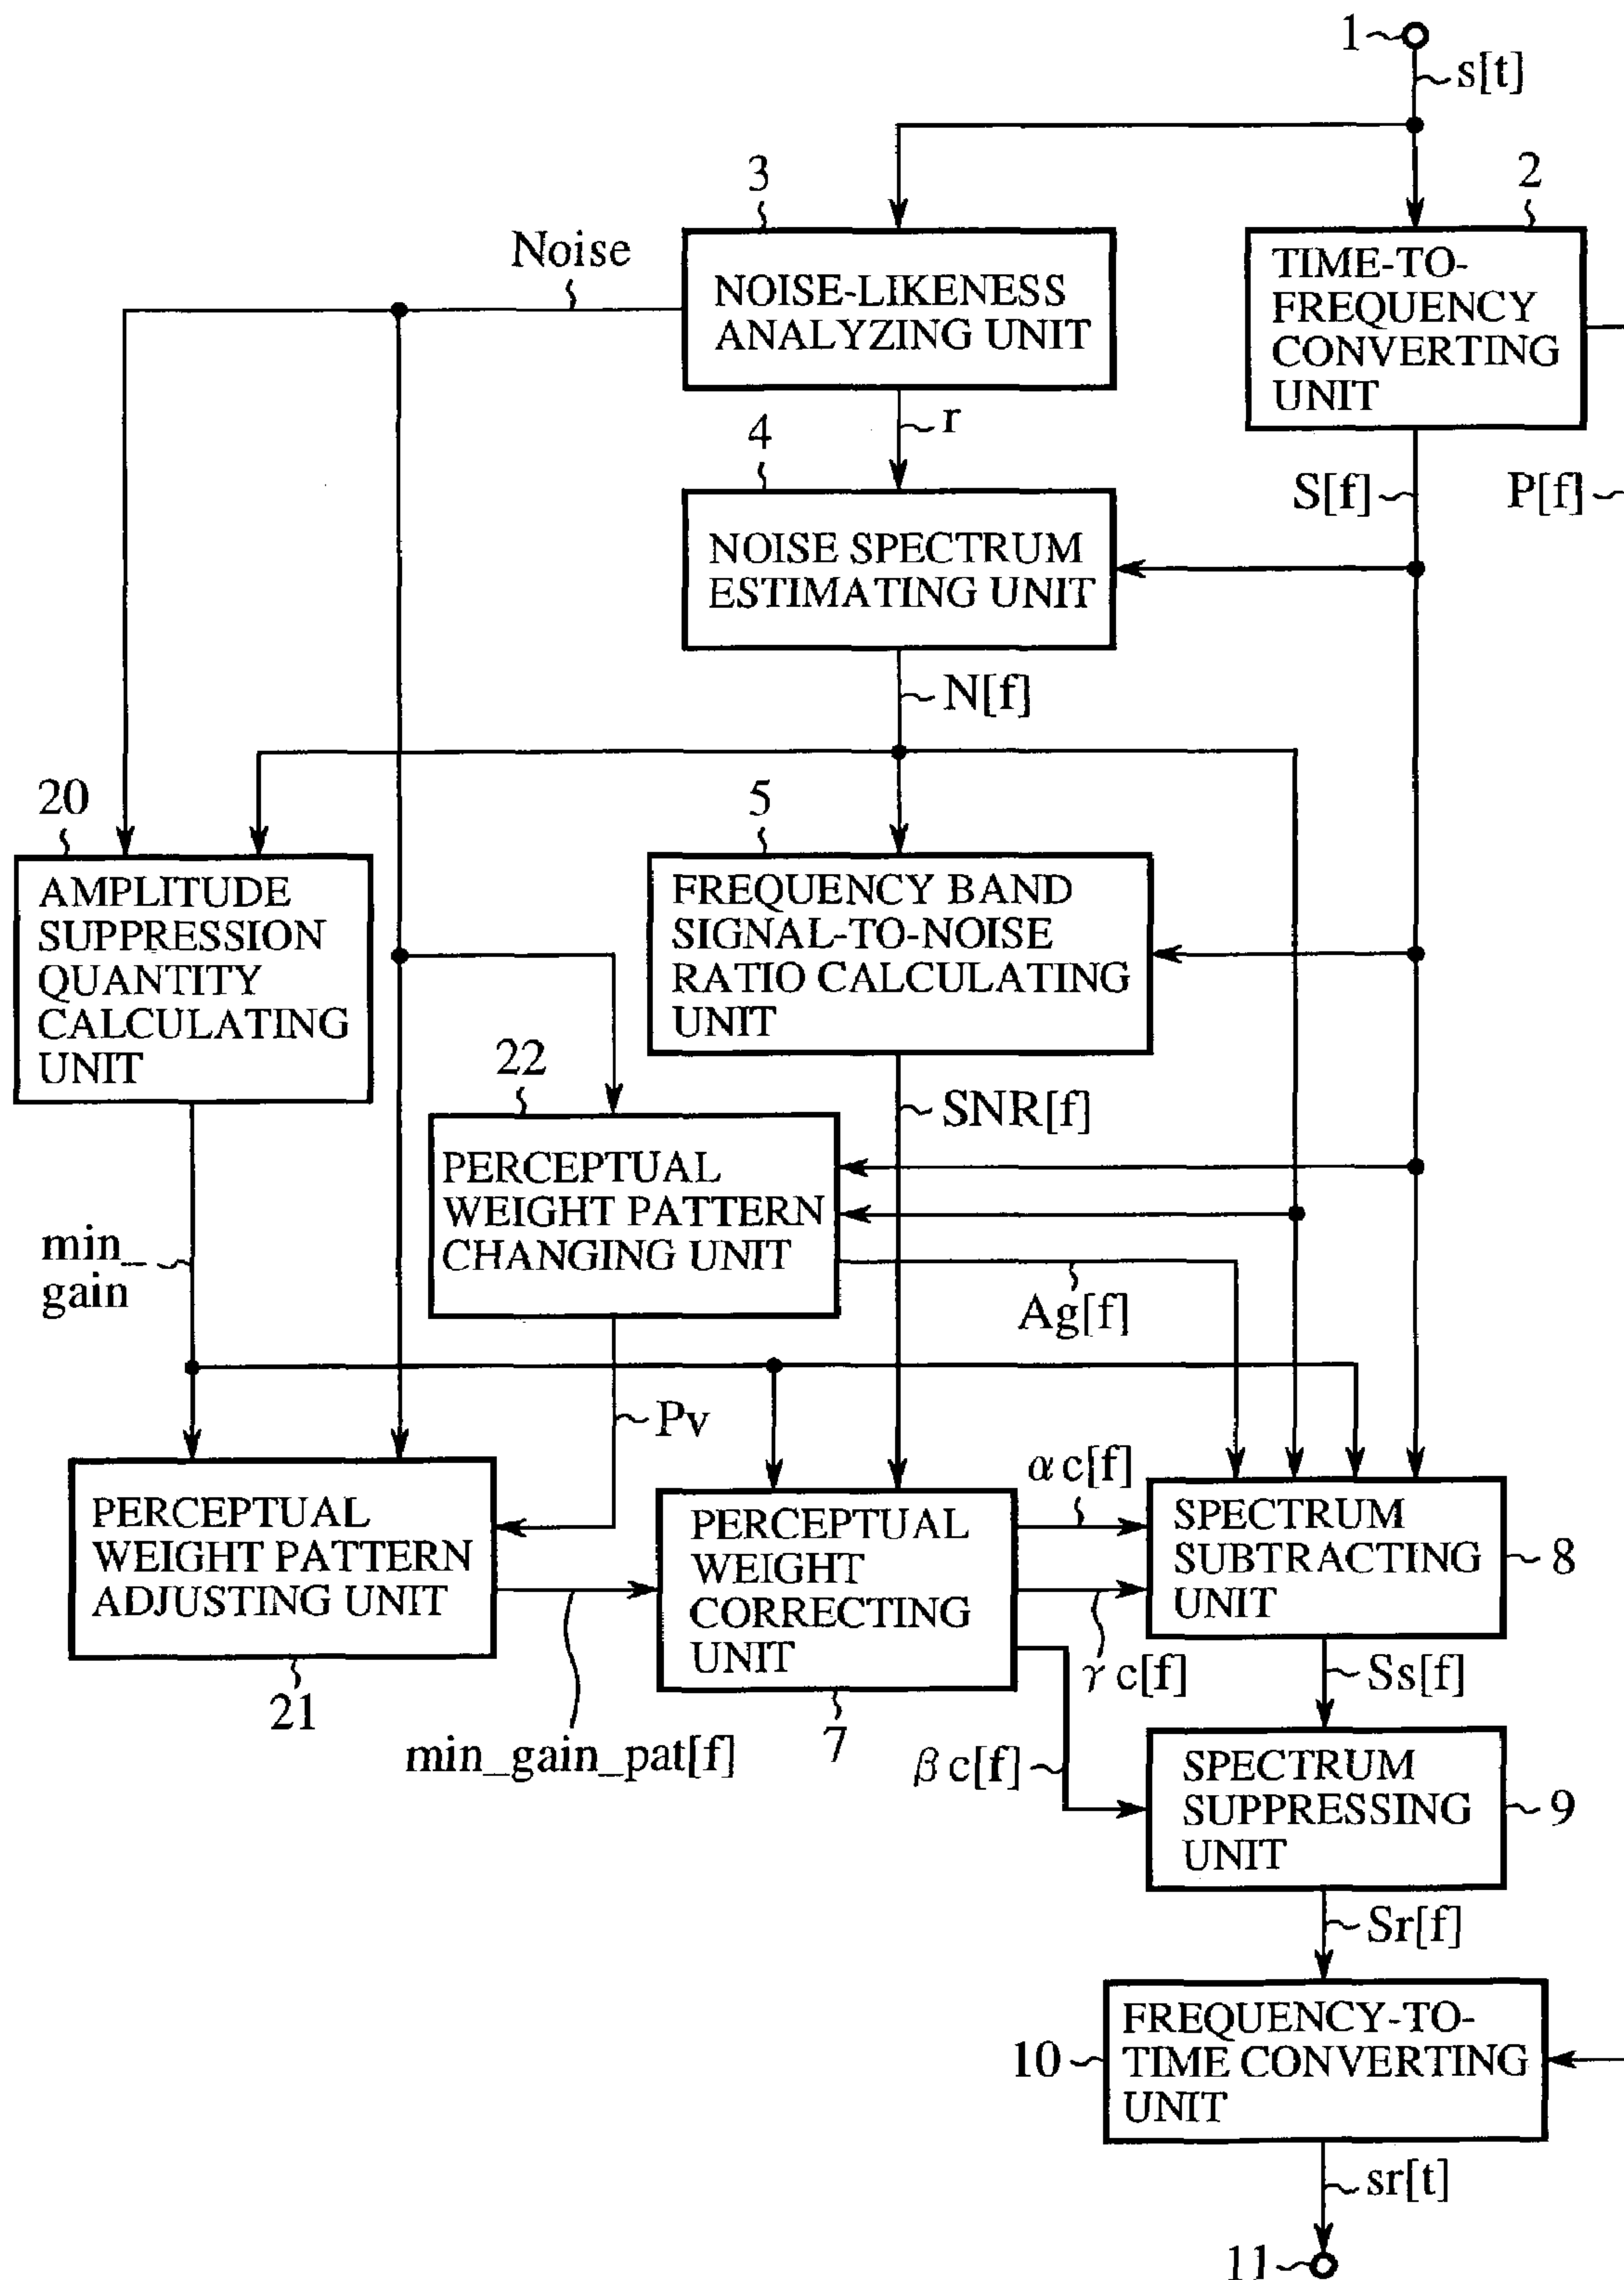 1
s[t]
3
2
Noise
NOISE-LIKENESS
ANALYZING UNIT
TIME-TO-
FREQUENCY
CONVERTING
UNIT
r
4
S[f]
P[f]
NOISE SPECTRUM
ESTIMATING UNIT
N[f]
20
5
AMPLITUDE
SUPPRESSION
QUANTITY
CALCULATING
UNIT
FREQUENCY BAND
SIGNAL-TO-NOISE
RATIO CALCULATING
UNIT
22
SNR[f]
PERCEPTUAL
WEIGHT PATTERN
CHANGING UNIT
min_
gain
Ag[f]
Pv
αc[f]
PERCEPTUAL
WEIGHT PATTERN
ADJUSTING UNIT
PERCEPTUAL
WEIGHT
CORRECTING
UNIT
SPECTRUM
SUBTRACTING
UNIT
8
21
min_gain_pat[f]
7
γc[f]
Ss[f]
βc[f]
SPECTRUM
SUPPRESSING
UNIT
9
Sr[f]
10
FREQUENCY-TO-
TIME CONVERTING
UNIT
sr[t]
11